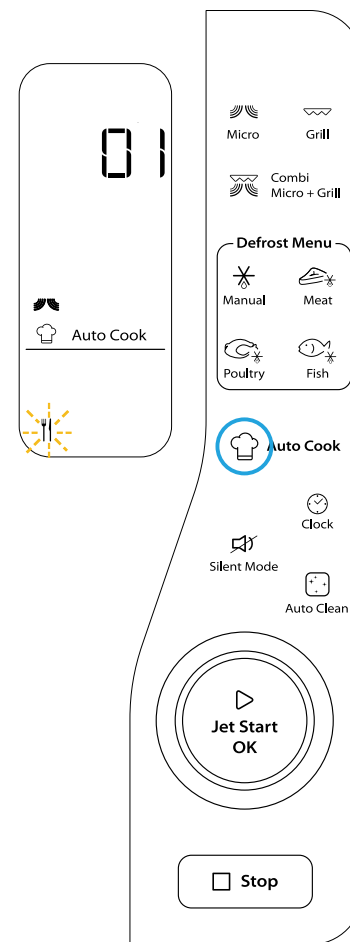 01
Auto Cook
Micro
Grill
Combi
Micro + Grill
Defrost Menu
Manual
Meat
Poultry
Fish
Auto Cook
Clock
Silent Mode
Auto Clean
Jet Start
OK
Stop